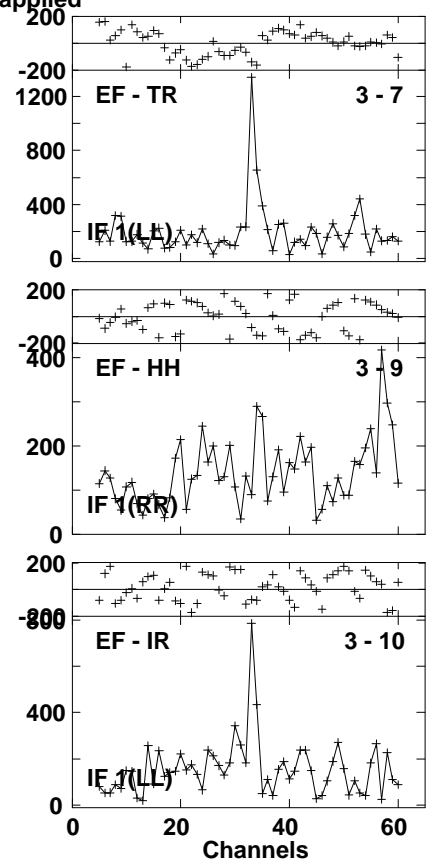 applied
200
-200
EF - TR 3 - 7
1200
800
400
IF 1(LL)
0
200
-200
400
EF - HH 3 - 9
200
IF 1(RR)
0
200
-200
800
EF - IR 3 - 10
400
IF 1(LL)
0
0 20 40 60
Channels